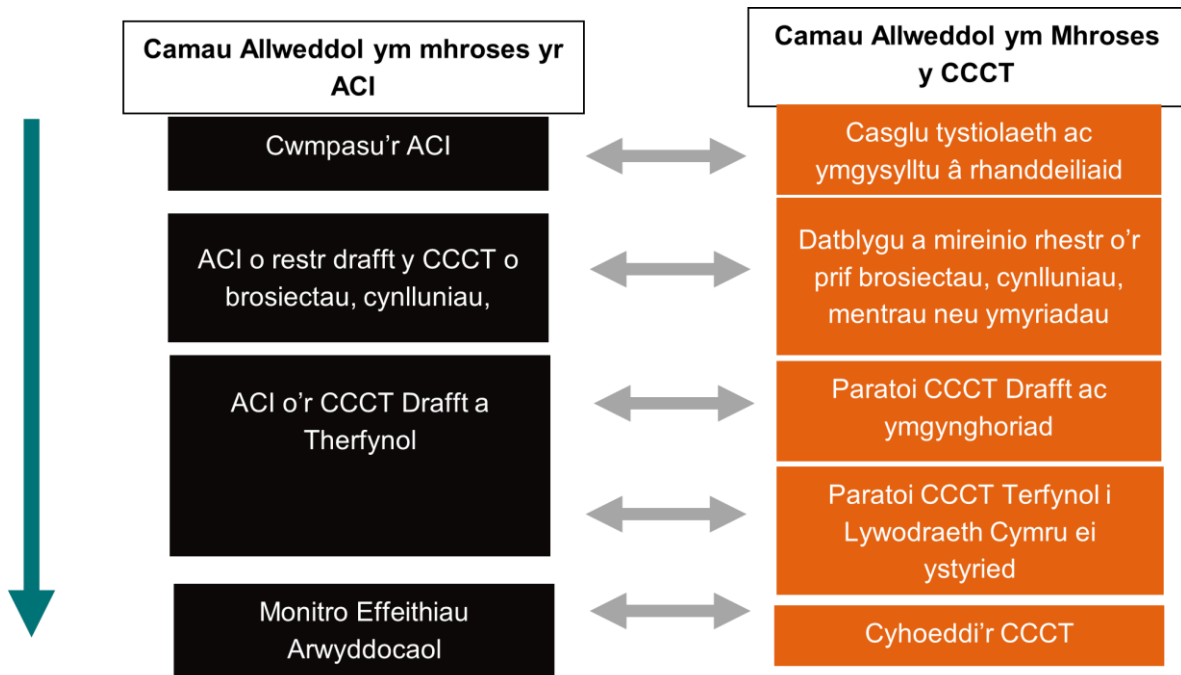 Camau Allweddol ym mhroses yr
ACI
Cwmpasu’r ACI
ACI o restr drafft y CCCT o
brosiectau, cynlluniau,
ACI o’r CCCT Drafft a
Therfynol
Monitro Effeithiau
Arwyddocaol
Camau Allweddol ym Mhroses
y CCCT
Casglu tystiolaeth ac
ymgysylltu â rhanddeiliaid
Datblygu a mireinio rhestr o’r
prif brosiectau, cynlluniau,
mentrau neu ymyriadau
Paratoi CCCT Drafft ac
ymgynghoriad
Paratoi CCCT Terfynol i
Lywodraeth Cymru ei
ystyried
Cyhoeddi’r CCCT